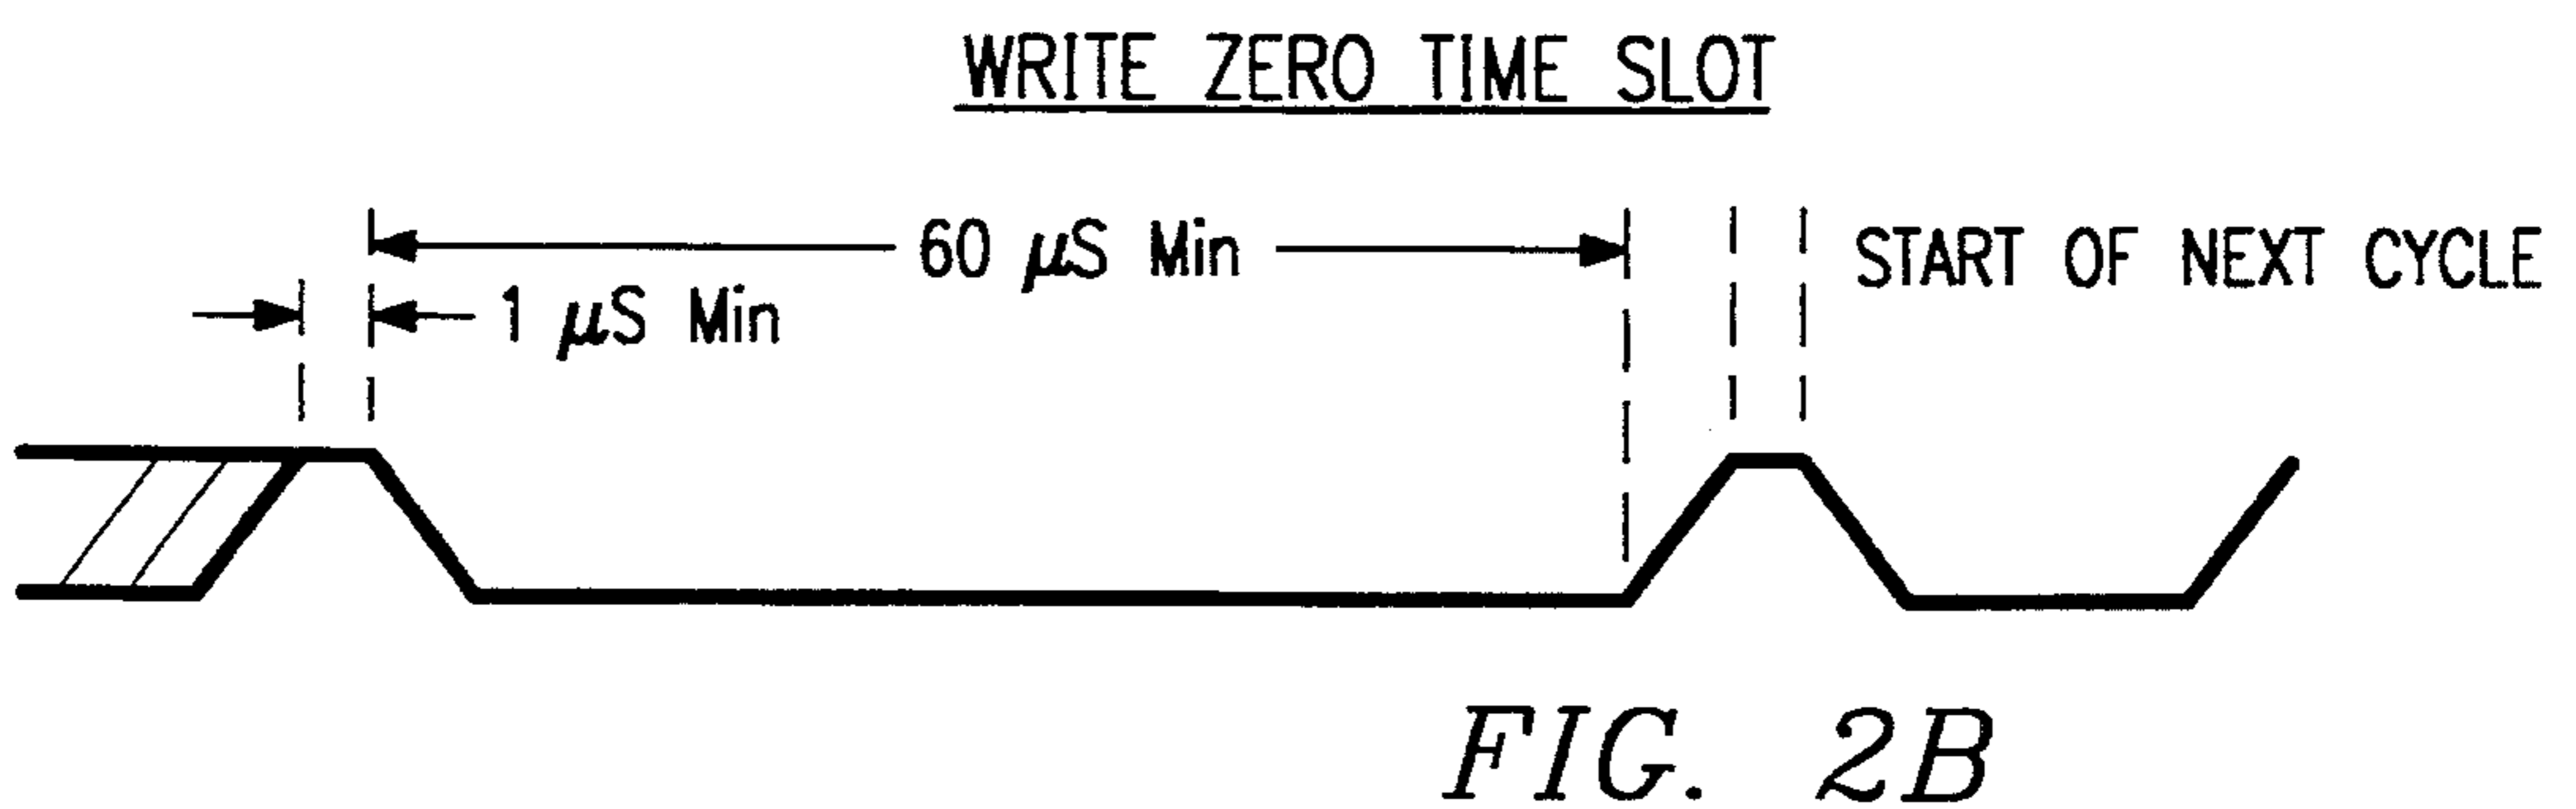 WRITE ZERO TIME SLOT
60 μS Min
START OF NEXT CYCLE
1 μS Min
FIG. 2B